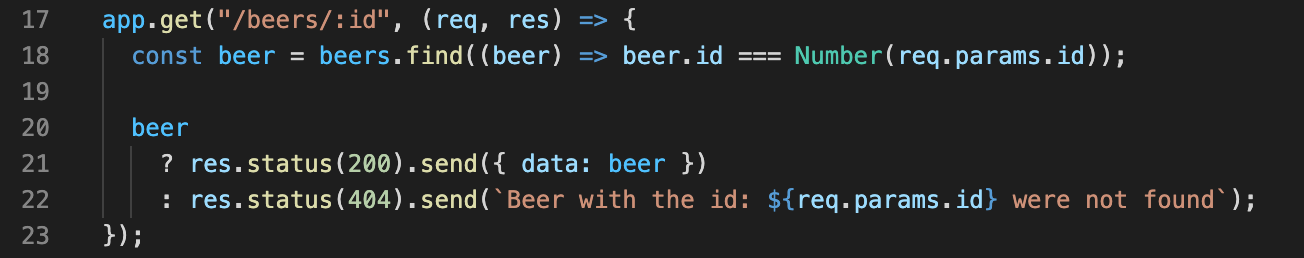 17 app.get("/beers/:id", (req, res) => {
18 const beer = beers.find((beer) => beer.id === Number(req.params.id));
19
20 beer
21 ? res.status(200).send({ data: beer })
22 : res.status(404).send(`Beer with the id: ${req.params.id} were not found`);
23 });